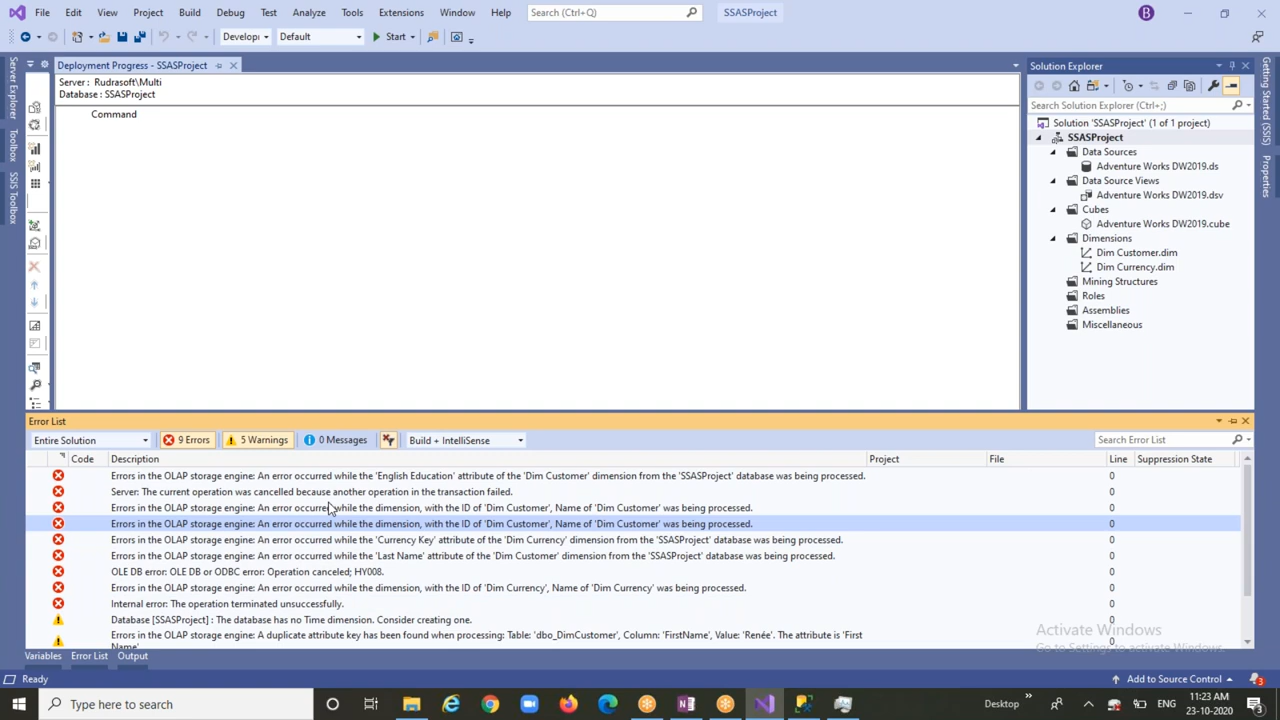 File Edit View Project Build Debug Test Analyze Tools Extensions Window Help Search (Ctrl+Q) SSASProject B
Developi Default Start
Deployment Progress - SSASProject
Server : Rudrasoft\Multi
Database : SSASProject
Command
Server Explorer
Toolbox
SSIS Toolbox
Solution Explorer
Search Solution Explorer (Ctrl+;)
Solution 'SSASProject' (1 of 1 project)
SSASProject
Data Sources
Adventure Works DW2019.ds
Data Source Views
Adventure Works DW2019.dsv
Cubes
Adventure Works DW2019.cube
Dimensions
Dim Customer.dim
Dim Currency.dim
Mining Structures
Roles
Assemblies
Miscellaneous
Getting Started (SSIS)
Properties
Error List
Entire Solution 9 Errors 5 Warnings 0 Messages Build + IntelliSense Search Error List
Code Description Project File Line Suppression State
Errors in the OLAP storage engine: An error occurred while the 'English Education' attribute of the 'Dim Customer' dimension from the 'SSASProject' database was being processed. 0
Server: The current operation was cancelled because another operation in the transaction failed. 0
Errors in the OLAP storage engine: An error occurred while the dimension, with the ID of 'Dim Customer', Name of 'Dim Customer' was being processed. 0
Errors in the OLAP storage engine: An error occurred while the dimension, with the ID of 'Dim Customer', Name of 'Dim Customer' was being processed. 0
Errors in the OLAP storage engine: An error occurred while the 'Currency Key' attribute of the 'Dim Currency' dimension from the 'SSASProject' database was being processed. 0
Errors in the OLAP storage engine: An error occurred while the 'Last Name' attribute of the 'Dim Customer' dimension from the 'SSASProject' database was being processed. 0
OLE DB error: OLE DB or ODBC error: Operation canceled; HY008. 0
Errors in the OLAP storage engine: An error occurred while the dimension, with the ID of 'Dim Currency', Name of 'Dim Currency' was being processed. 0
Internal error: The operation terminated unsuccessfully. 0
Database [SSASProject] : The database has no Time dimension. Consider creating one. 0
Errors in the OLAP storage engine: A duplicate attribute key has been found when processing: Table: 'dbo_DimCustomer', Column: 'FirstName', Value: 'Renée'. The attribute is 'First 0
Name'.
Activate Windows
Go to Settings to activate Windows.
Variables Error List Output
Ready Add to Source Control 3
Type here to search Desktop ENG 11:23 AM
23-10-2020 3